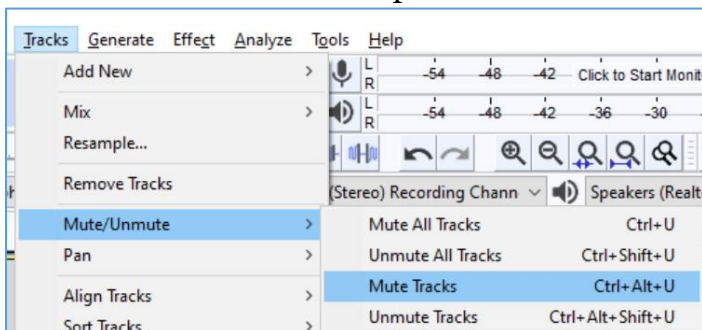 Tracks Generate Effect Analyze Tools Help
Add New > L R -54 -48 -42 Click to Start Monit
Mix > L R -54 -48 -42 -36 -30
Resample...
Remove Tracks (Stereo) Recording Chann Speakers (Realt
Mute/Unmute > Mute All Tracks Ctrl+U
Pan > Unmute All Tracks Ctrl+Shift+U
Align Tracks > Mute Tracks Ctrl+Alt+U
Sort Tracks > Unmute Tracks Ctrl+Alt+Shift+U